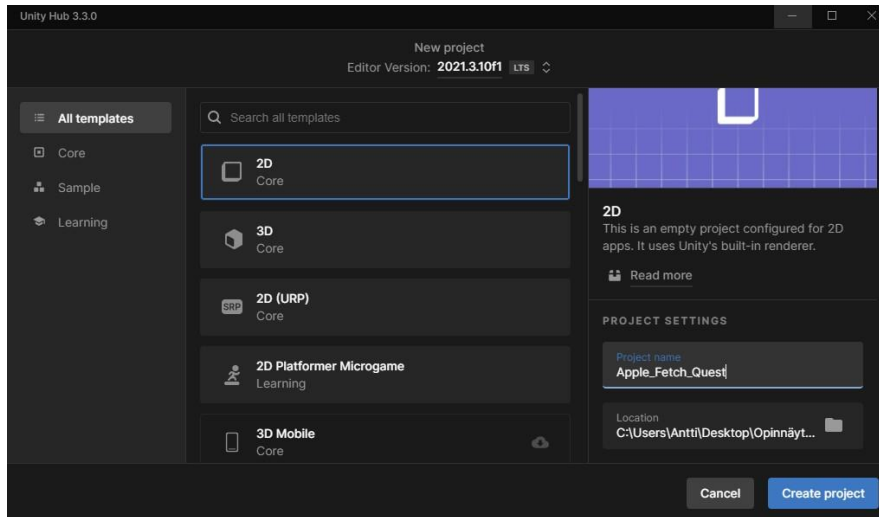 Unity Hub 3.3.0
New project
Editor Version: 2021.3.10f1 LTS
All templates
Core
Sample
Learning
Search all templates
2D
Core
3D
Core
SRP
2D (URP)
Core
2D Platformer Microgame
Learning
3D Mobile
Core
2D
This is an empty project configured for 2D
apps. It uses Unity's built-in renderer.
Read more
PROJECT SETTINGS
Project name
Apple_Fetch_Quest
Location
C:\Users\Antti\Desktop\Opinnäyt...
Cancel
Create project